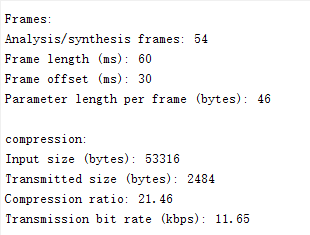 Frames:
Analysis/synthesis frames: 54
Frame length (ms): 60
Frame offset (ms): 30
Parameter length per frame (bytes): 46
compression:
Input size (bytes): 53316
Transmitted size (bytes): 2484
Compression ratio: 21.46
Transmission bit rate (kbps): 11.65